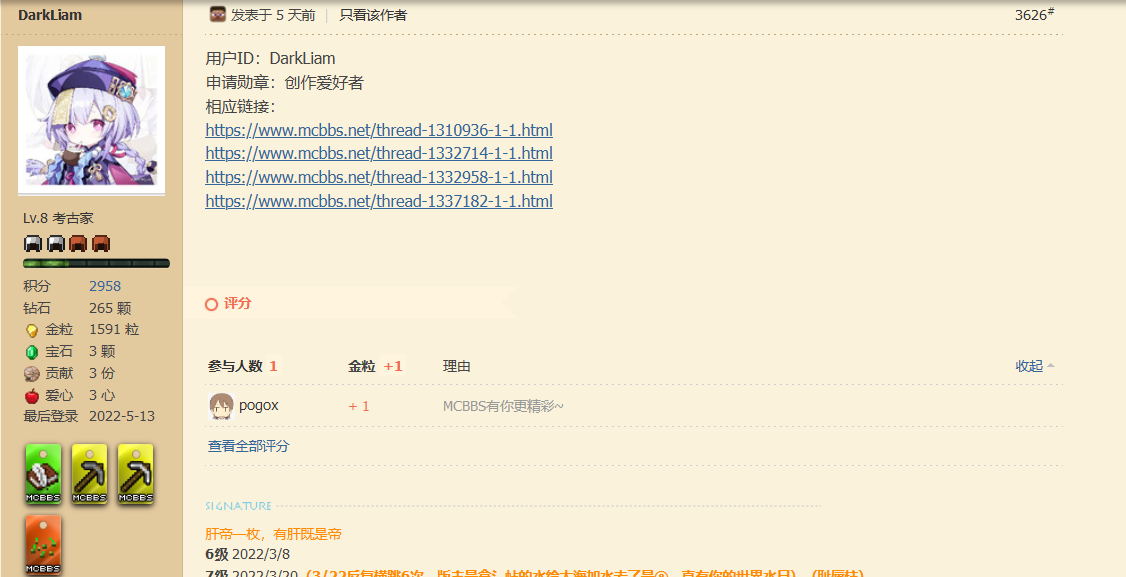 DarkLiam
发表于 5 天前 | 只看该作者
3626#
用户ID：DarkLiam
申请勋章：创作爱好者
相应链接：
https://www.mcbbs.net/thread-1310936-1-1.html
https://www.mcbbs.net/thread-1332714-1-1.html
https://www.mcbbs.net/thread-1332958-1-1.html
https://www.mcbbs.net/thread-1337182-1-1.html
Lv.8 考古家
积分 2958
钻石 265 颗
金粒 1591 粒
宝石 3 颗
贡献 3 份
爱心 3 心
最后登录 2022-5-13
MCBBS MCBBS MCBBS
MCBBS
评分
参与人数 1 金粒 +1 理由 收起
pogox + 1 MCBBS有你更精彩~
查看全部评分
SIGNATURE
肝帝一枚，有肝既是帝
6级 2022/3/8
7级 2022/3/20